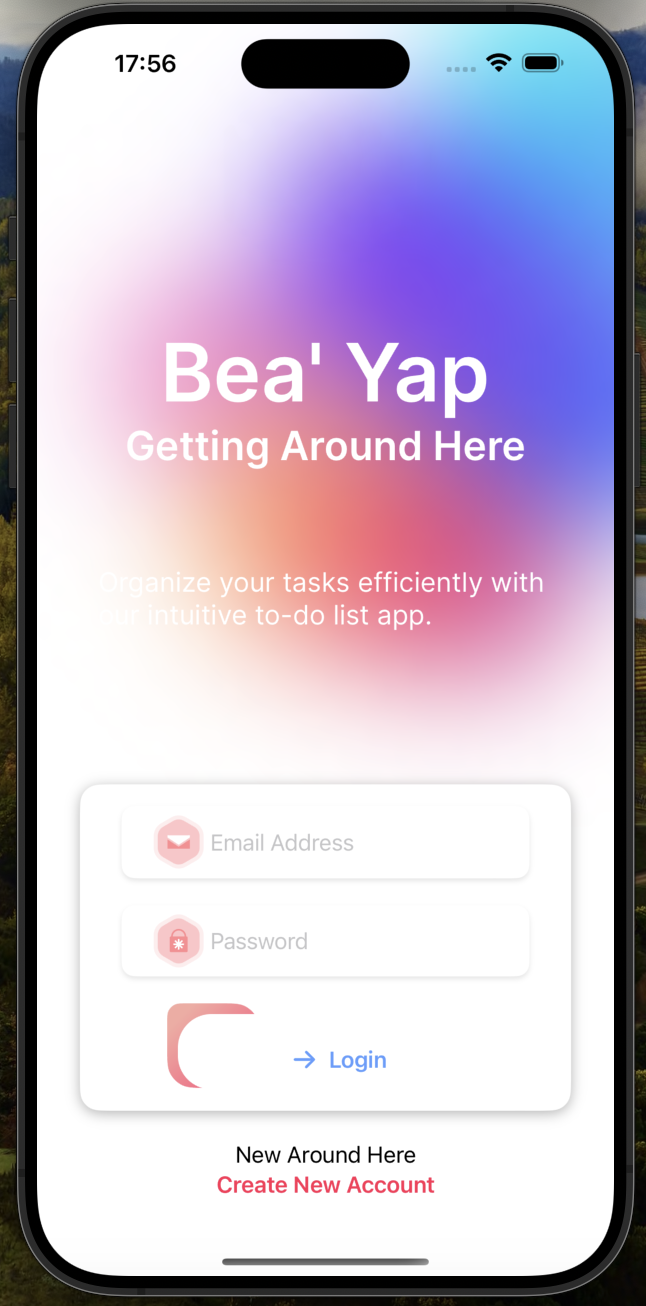 17:56
Bea' Yap
Getting Around Here
Organize your tasks efficiently with
our intuitive to-do list app.
Email Address
Password
Login
New Around Here
Create New Account